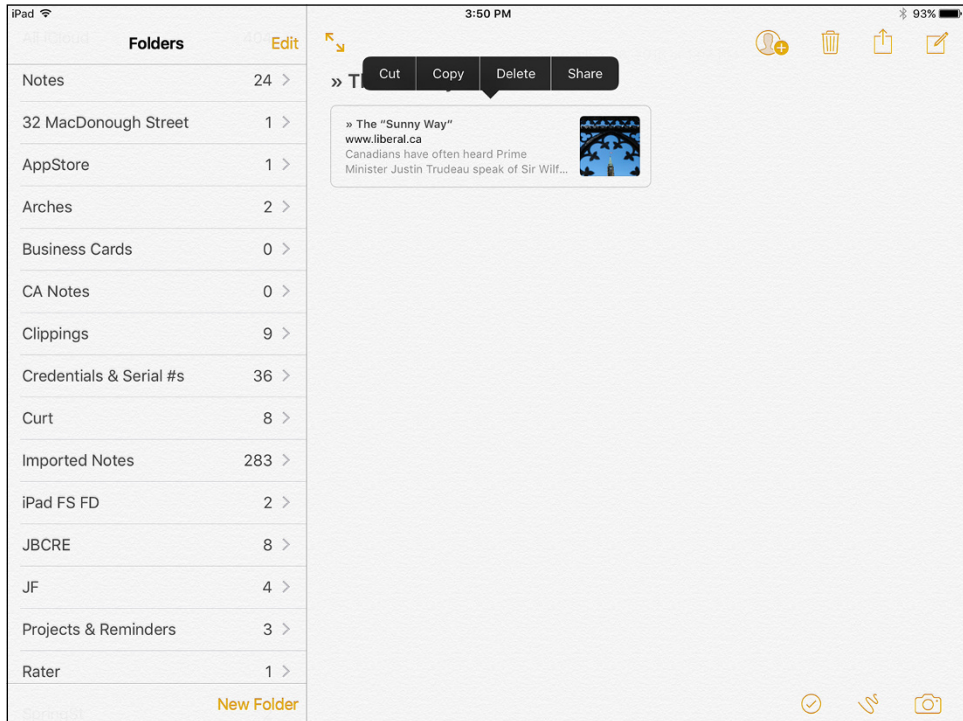 iPad
3:50 PM
93%
All iCloud
Folders
Edit
Notes 24
32 MacDonough Street 1
AppStore 1
Arches 2
Business Cards 0
CA Notes 0
Clippings 9
Credentials & Serial #s 36
Curt 8
Imported Notes 283
iPad FS FD 2
JBCRE 8
JF 4
Projects & Reminders 3
Rater 1
New Folder
Cut Copy Delete Share
» The "Sunny Way"
www.liberal.ca
Canadians have often heard Prime
Minister Justin Trudeau speak of Sir Wilf...